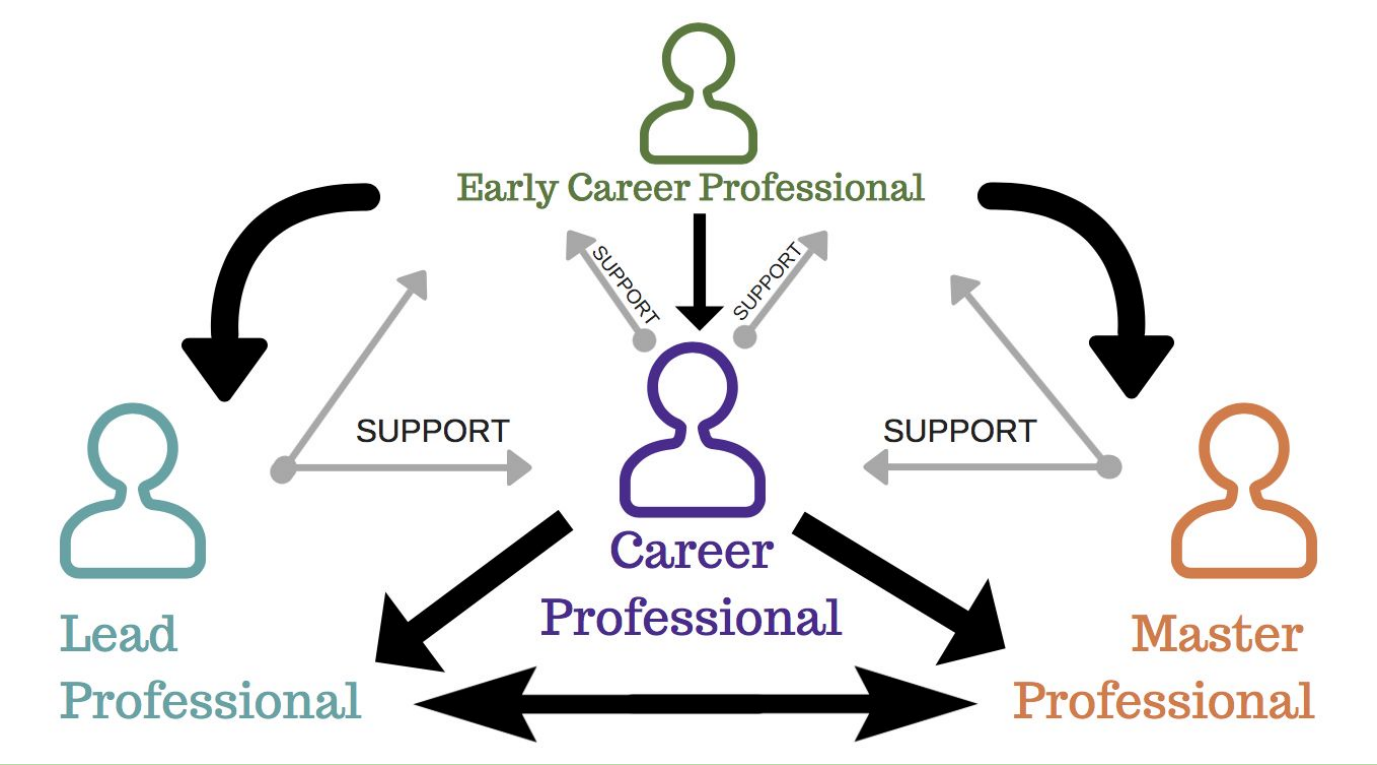 Early Career Professional
SUPPORT
SUPPORT
SUPPORT
SUPPORT
Career
Professional
Lead
Professional
Master
Professional